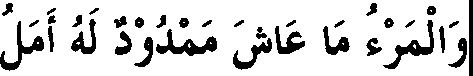 وَالْمَرْءُ مَا عَاشَ مَمْدُوْدٌ لَهُ أَمَلُ